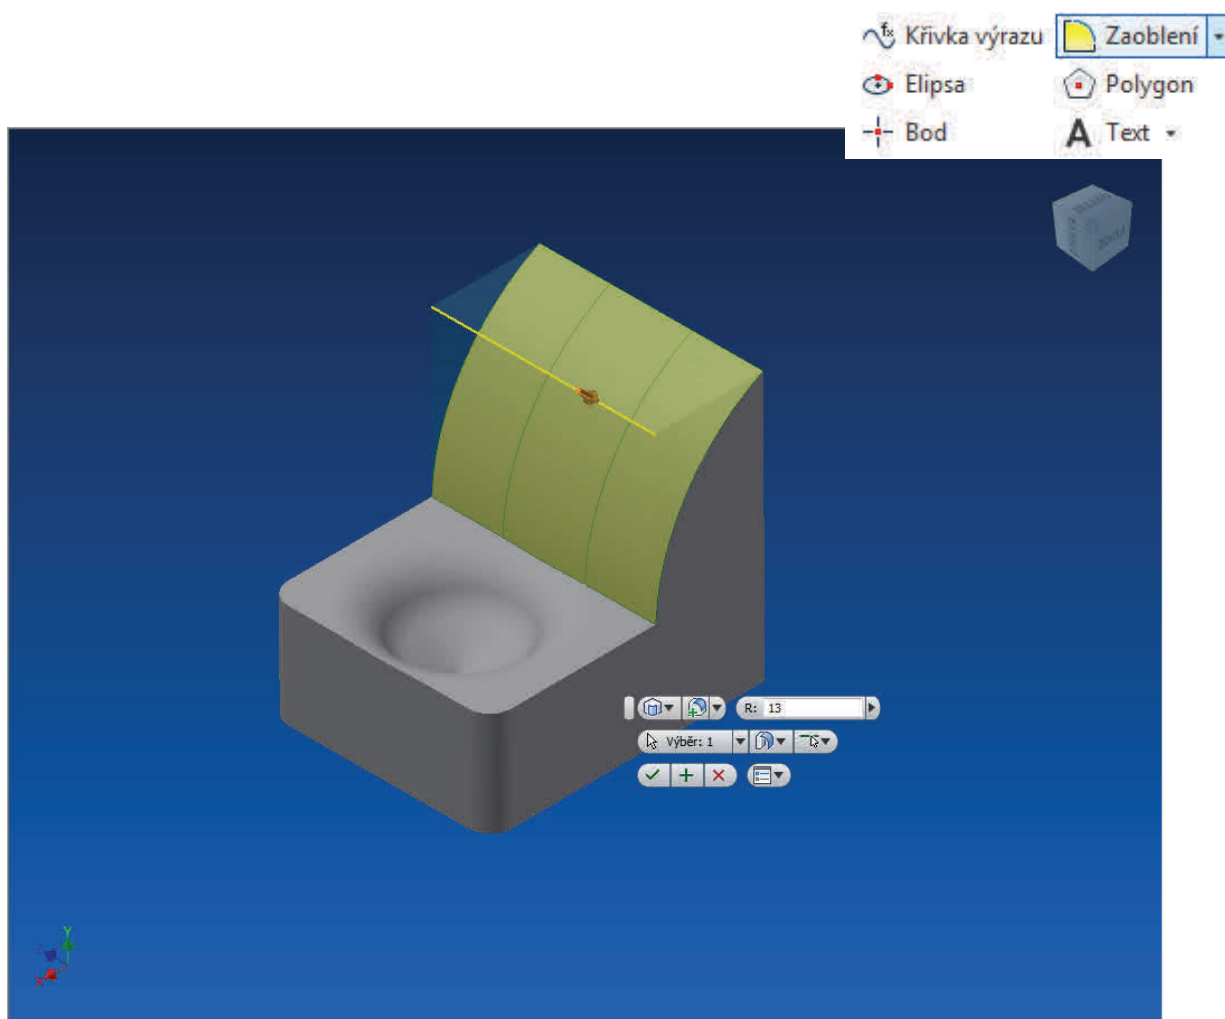 Křivka výrazu Zaoblení
Elipsa Polygon
Bod A Text
Y
X
R: 13
Výběr: 1